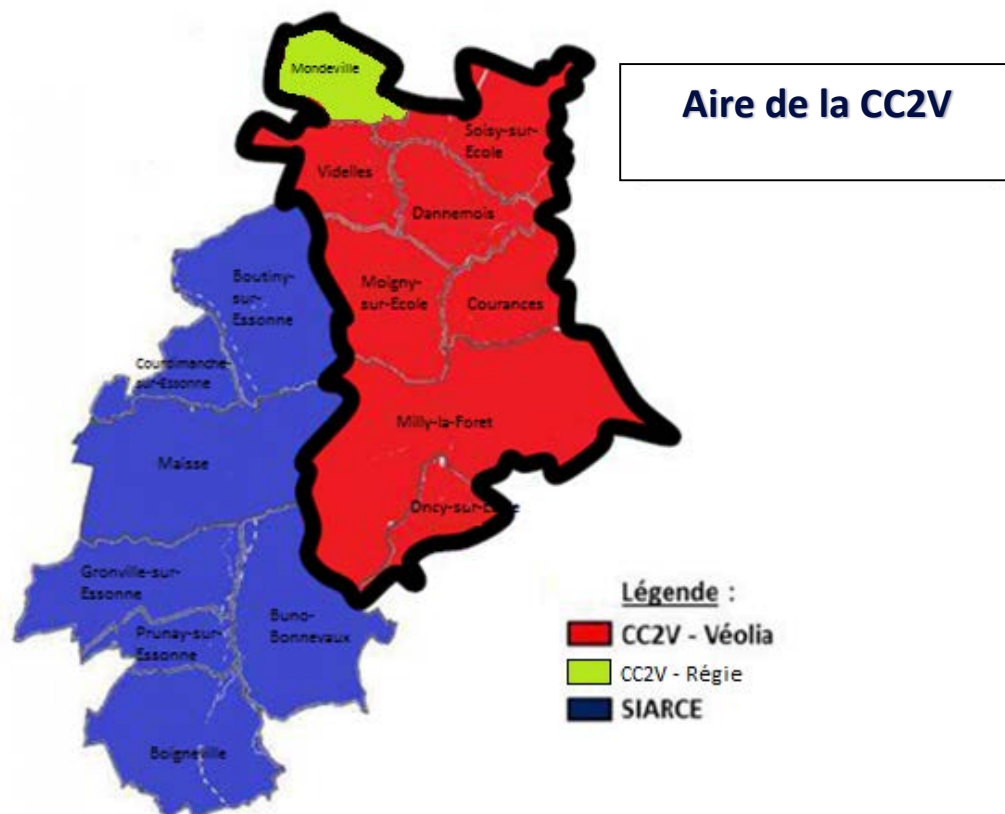 Mondeville
Aire de la CC2V
Soisy-sur-
Ecole
Videlles
Dannemois
Boutiny-
sur-
Essonne
Moigny-
sur-Ecole
Courances
Courdimanche-
sur-Essonne
Milly-la-Foret
Maisse
Oncy-sur-Ecole
Gronville-sur-
Essonne
Buno-
Bonnevaux
Prunay-sur-
Essonne
Boigneville
Légende :
CC2V - Véolia
CC2V - Régie
SIARCE